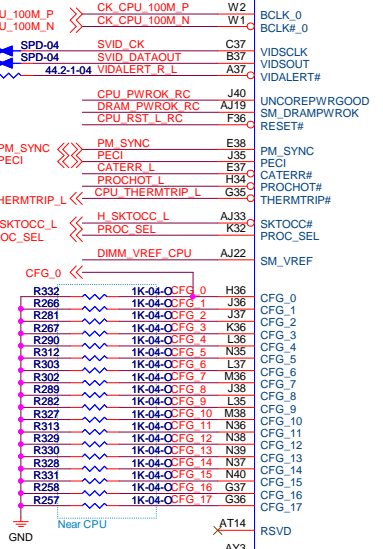 CK_CPU_100M_P W2 BCLK_0
U_100M_P
CK_CPU_100M_N W1 BCLK#_0
U_100M_N
SPD-04 SVID_CK C37 VIDSCLK
SPD-04 SVID_DATAOUT B37 VIDSOUT
44.2-1-04 VIDALERT_R_L A37 VIDALERT#
CPU_PWROK_RC J40 UNCOREPWRGOOD
DRAM_PWROK_RC AJ19 SM_DRAMPWROK
CPU_RST_L_RC F36 RESET#
PM_SYNC PM_SYNC E38 PM_SYNC
PECI PECI J35 PECI
CATERR_L E37 CATERR#
PROCHOT_L H34 PROCHOT#
HERMTRIP_L CPU_THERMTRIP_L G35 THERMTRIP#
SKTOCC_L H_SKTOCC_L AJ33 SKTOCC#
OC_SEL PROC_SEL K32 PROC_SEL
DIMM_VREF_CPU AJ22 SM_VREF
CFG_0
R332 1K-04-O CFG_0 H36 CFG_0
R266 1K-04-O CFG_1 J36 CFG_1
R281 1K-04-O CFG_2 J37 CFG_2
R267 1K-04-O CFG_3 K36 CFG_3
R290 1K-04-O CFG_4 L36 CFG_4
R312 1K-04-O CFG_5 N35 CFG_5
R303 1K-04-O CFG_6 L37 CFG_6
R302 1K-04-O CFG_7 M36 CFG_7
R289 1K-04-O CFG_8 J38 CFG_8
R282 1K-04-O CFG_9 L35 CFG_9
R327 1K-04-O CFG_10 M38 CFG_10
R313 1K-04-O CFG_11 N36 CFG_11
R329 1K-04-O CFG_12 N38 CFG_12
R330 1K-04-O CFG_13 N39 CFG_13
R328 1K-04-O CFG_14 N37 CFG_14
R331 1K-04-O CFG_15 N40 CFG_15
R258 1K-04-O CFG_16 G37 CFG_16
R257 1K-04-O CFG_17 G36 CFG_17
Near CPU AT14 RSVD
GND
AY3